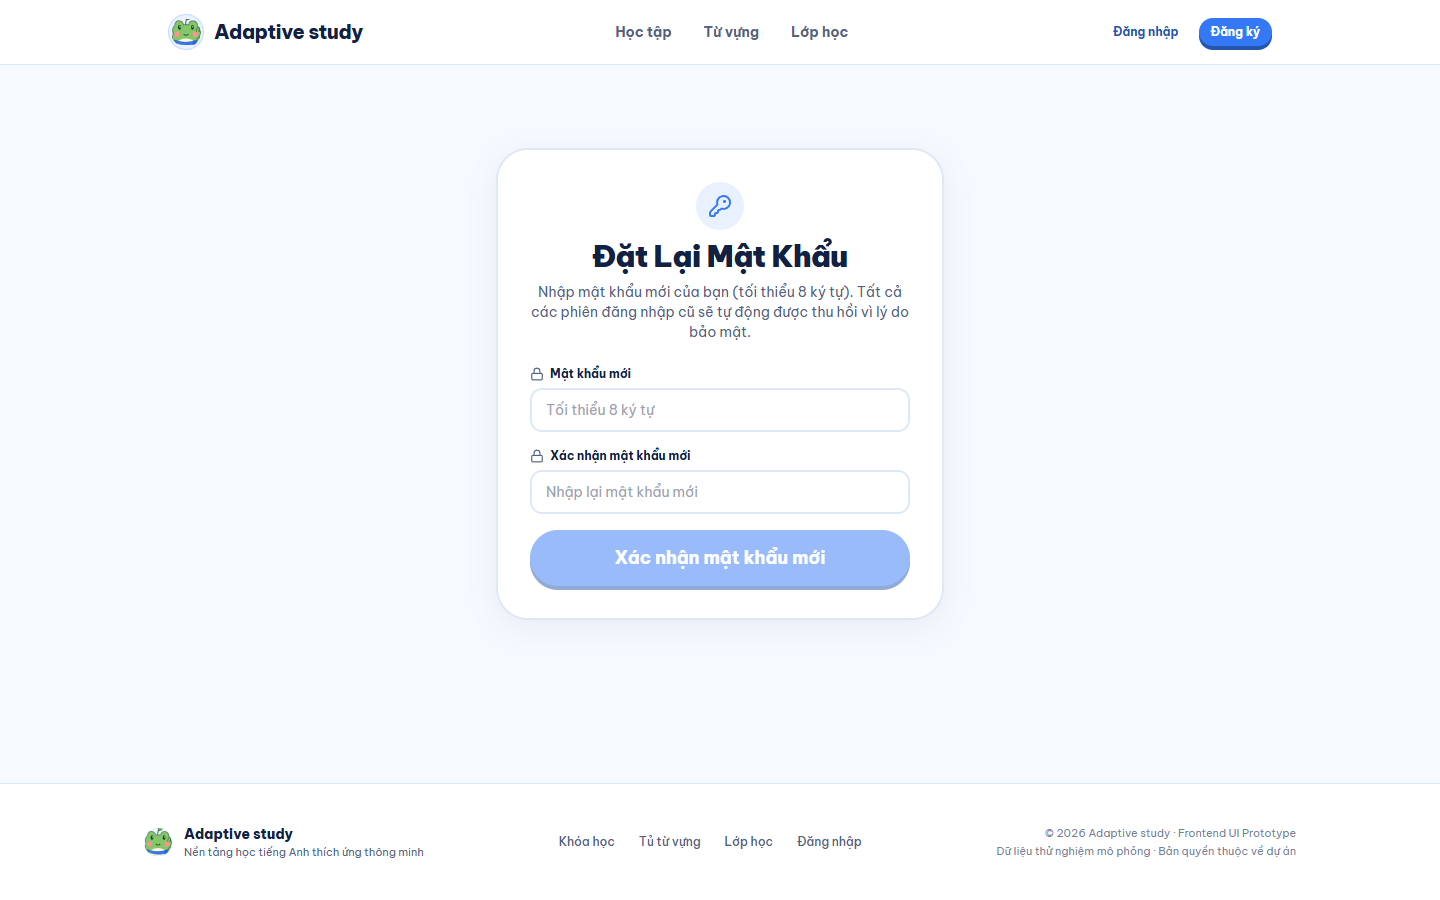 Adaptive study
Học tập
Từ vựng
Lớp học
Đăng nhập
Đăng ký
Đặt Lại Mật Khẩu
Nhập mật khẩu mới của bạn (tối thiểu 8 ký tự). Tất cả
các phiên đăng nhập cũ sẽ tự động được thu hồi vì lý do
bảo mật.
Mật khẩu mới
Tối thiểu 8 ký tự
Xác nhận mật khẩu mới
Nhập lại mật khẩu mới
Xác nhận mật khẩu mới
Adaptive study
Nền tảng học tiếng Anh thích ứng thông minh
Khóa học
Tủ từ vựng
Lớp học
Đăng nhập
© 2026 Adaptive study · Frontend UI Prototype
Dữ liệu thử nghiệm mô phỏng · Bản quyền thuộc về dự án